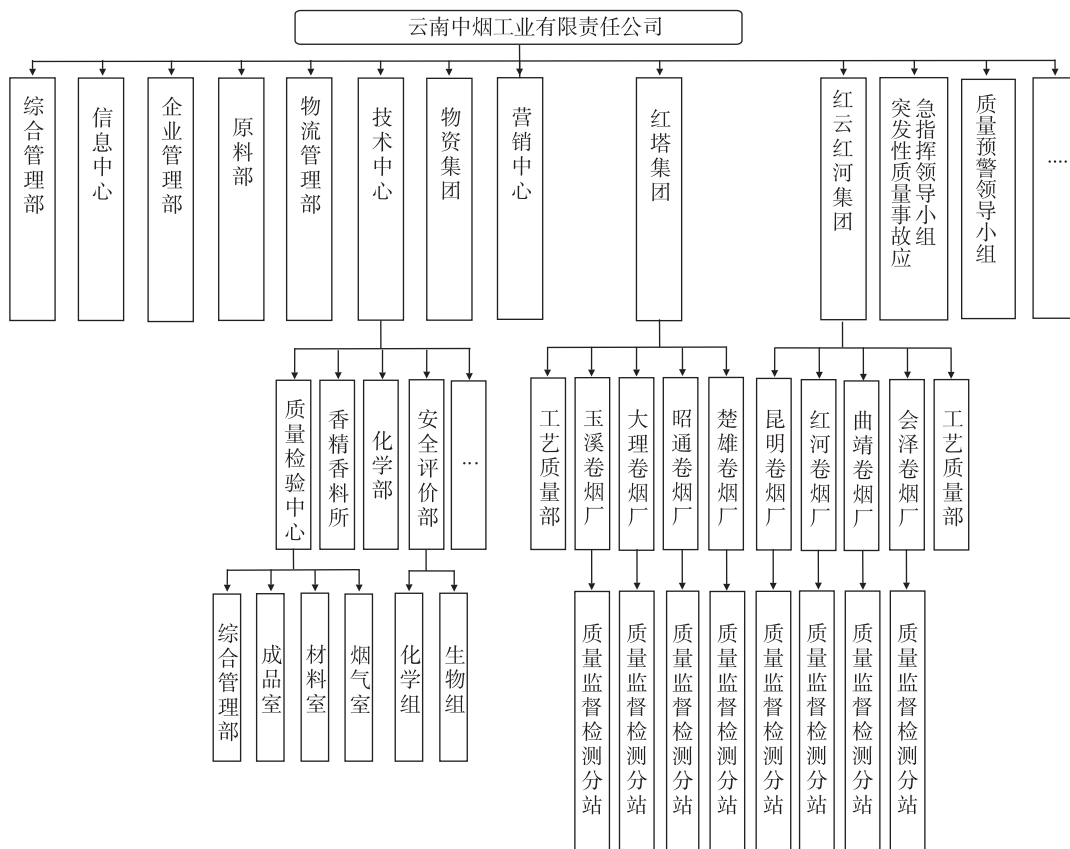 云南中烟工业有限责任公司
综合管理部
信息中心
企业管理部
原料部
物流管理部
技术中心
物资集团
营销中心
红塔集团
红云红河集团
急指挥领导小组
突发性质量事故应
质量预警领导小组
....
质量检验中心
香精香料所
化学部
安全评价部
...
工艺质量部
玉溪卷烟厂
大理卷烟厂
昭通卷烟厂
楚雄卷烟厂
昆明卷烟厂
红河卷烟厂
曲靖卷烟厂
会泽卷烟厂
工艺质量部
综合管理部
成品室
材料室
烟气室
化学组
生物组
质量监督检测分站
质量监督检测分站
质量监督检测分站
质量监督检测分站
质量监督检测分站
质量监督检测分站
质量监督检测分站
质量监督检测分站